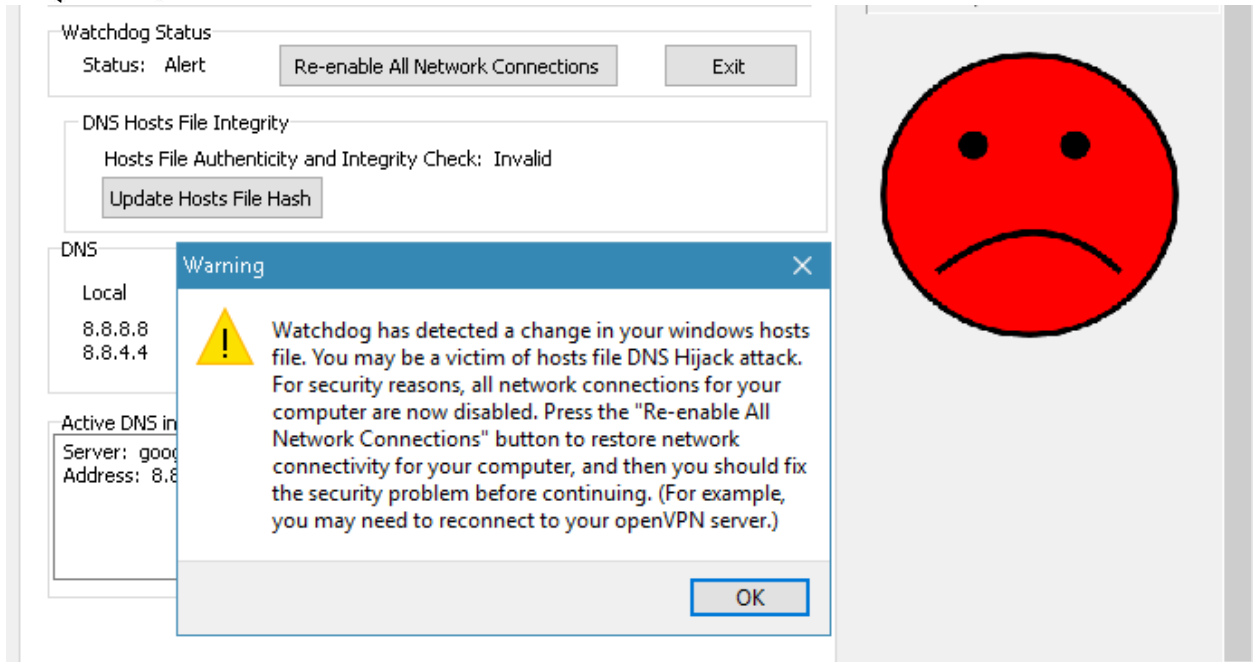 Watchdog Status
Status: Alert
Re-enable All Network Connections
Exit
DNS Hosts File Integrity
Hosts File Authenticity and Integrity Check: Invalid
Update Hosts File Hash
DNS
Local
8.8.8.8
8.8.4.4
Active DNS in
Server:
Address:
Warning
Watchdog has detected a change in your windows hosts
file. You may be a victim of hosts file DNS Hijack attack.
For security reasons, all network connections for your
computer are now disabled. Press the "Re-enable All
Network Connections" button to restore network
connectivity for your computer, and then you should fix
the security problem before continuing. (For example,
you may need to reconnect to your openVPN server.)
OK